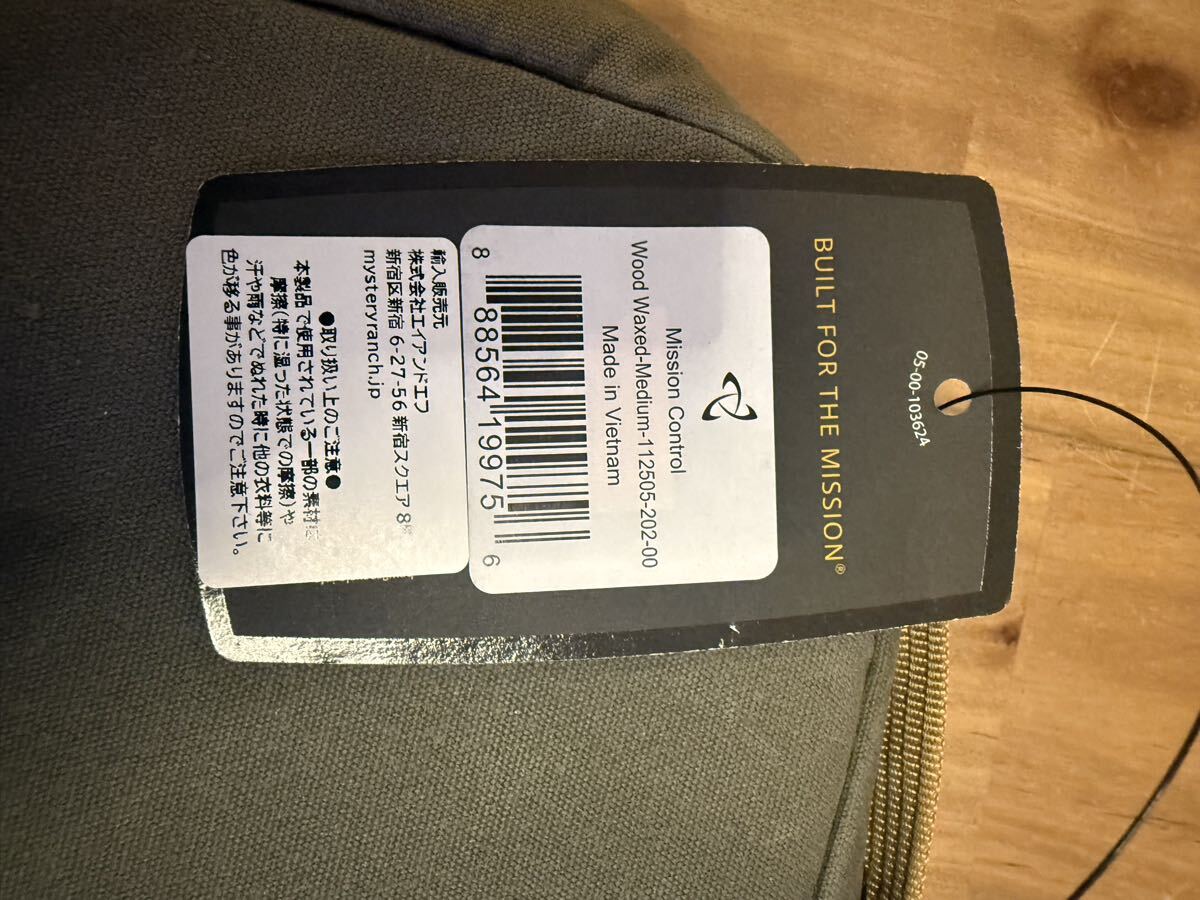 05-00-103624
BUILT FOR THE MISSION®
Mission Control
Wood Waxed-Medium-112505-202-00
Made in Vietnam
8 88564 19975 6
輸入販売元
株式会社エイアンドエフ
新宿区新宿6-27-56新宿スクエア8
mysteryranch.jp
●取り扱い上のご注意●
本製品で使用されている一部の素材は
摩擦(特に湿った状態での摩擦)や
汗や雨などでぬれた時に他の衣料等に
色が移る事がありますのでご注意下さい。